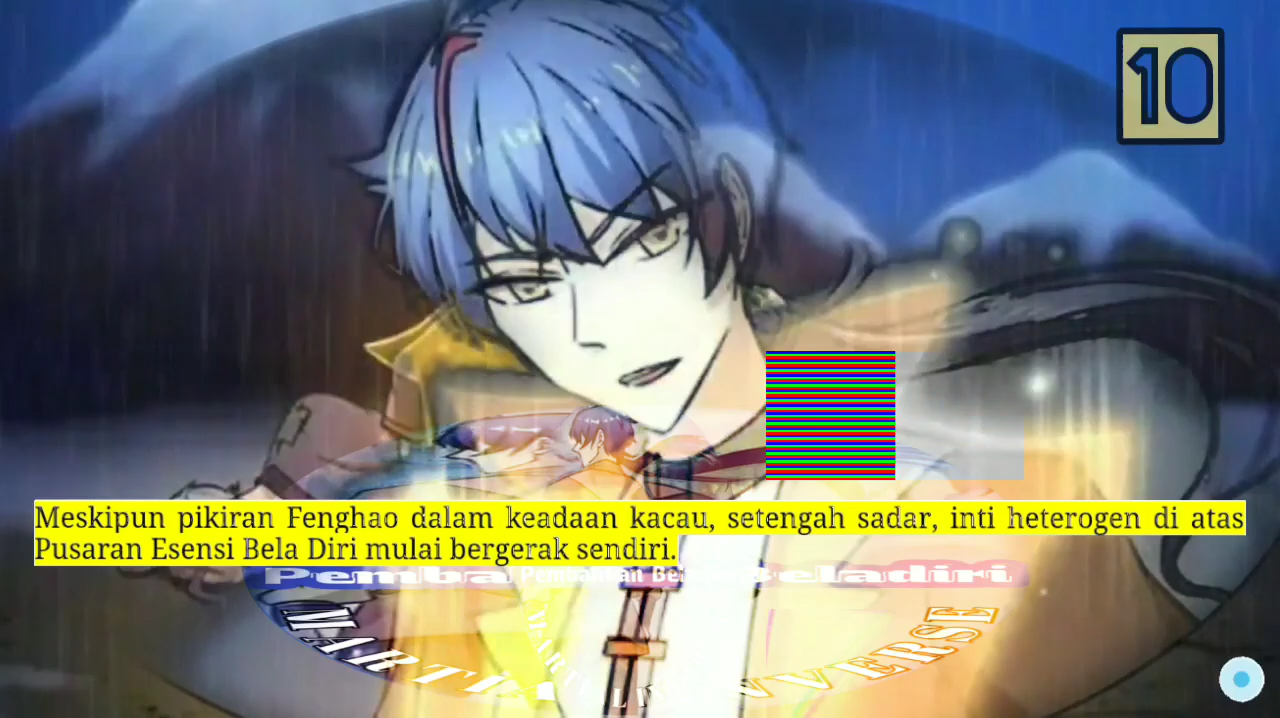 10
Meskipun pikiran Fenghao dalam keadaan kacau, setengah sadar, inti heterogen di atas
Pusaran Esensi Bela Diri mulai bergerak sendiri.
Beladiri